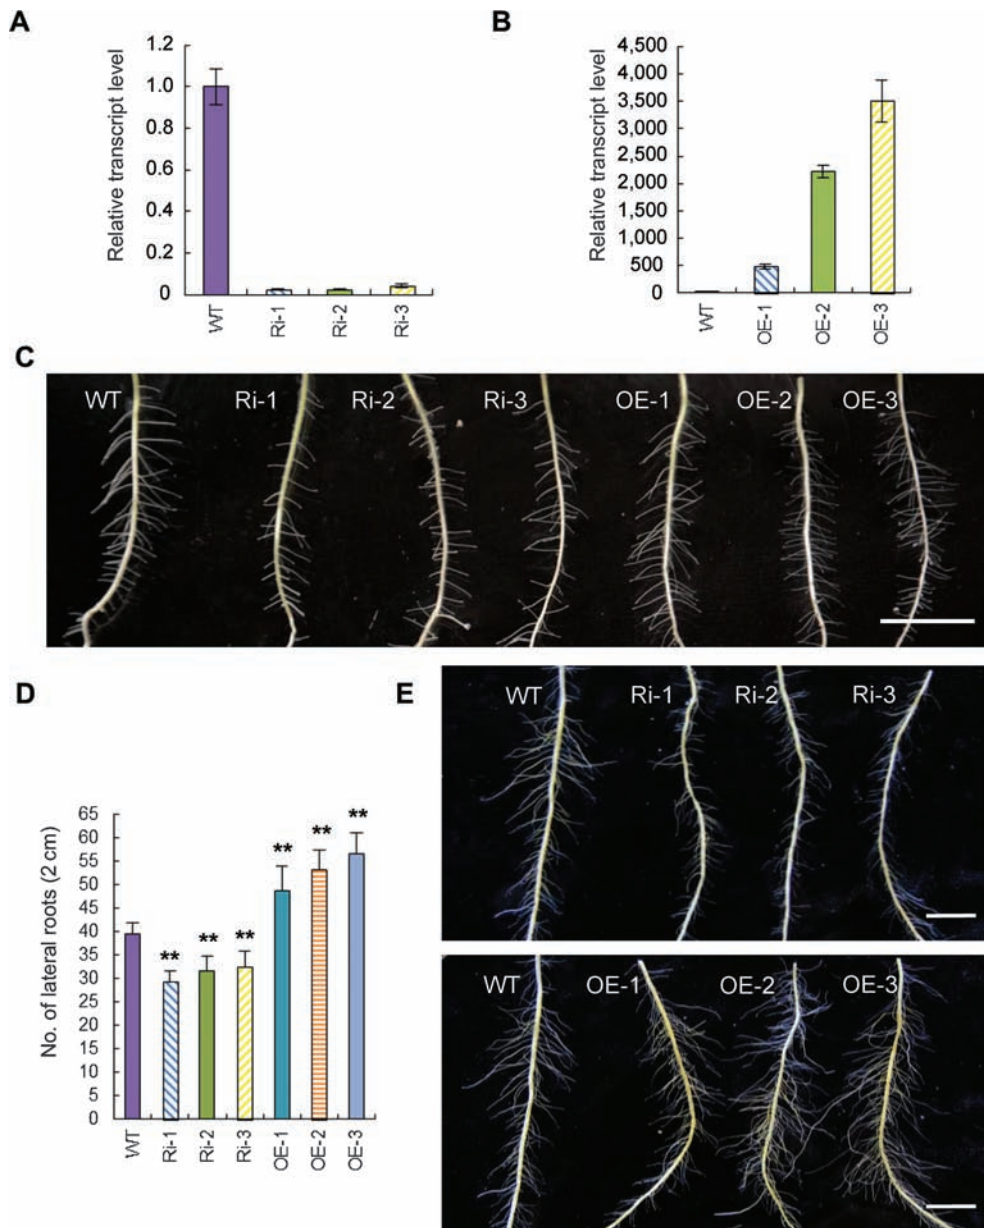 A
Relative transcript level
1.2
1.0
0.8
0.6
0.4
0.2
0
WT
Ri-1
Ri-2
Ri-3
B
Relative transcript level
4,500
4,000
3,500
3,000
2,500
2,000
1,500
1,000
500
0
WT
OE-1
OE-2
OE-3
C
WT Ri-1 Ri-2 Ri-3 OE-1 OE-2 OE-3
D
No. of lateral roots (2 cm)
65
60
55
50
45
40
35
30
25
20
15
10
5
0
** ** ** ** ** **
WT
Ri-1
Ri-2
Ri-3
OE-1
OE-2
OE-3
E
WT Ri-1 Ri-2 Ri-3
WT OE-1 OE-2 OE-3